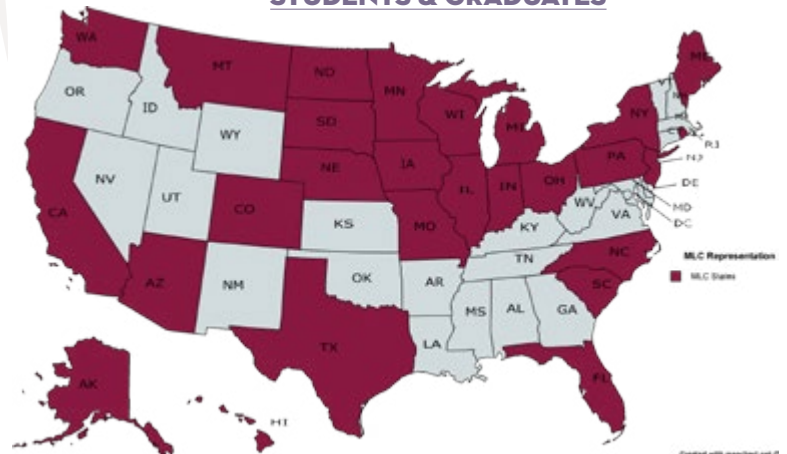 STUDENTS & GRADUATES
WA
MT
ND
MN
ME
OR
ID
SD
WI
MI
NY
WY
RI
NE
IA
PA
NJ
NV
UT
CO
IL
IN
OH
DE
MD
DC
CA
KS
MO
WV
VA
KY
MLC Representation
MLC States
AZ
NM
OK
AR
TN
NC
SC
MS
AL
GA
LA
TX
FL
AK
HI